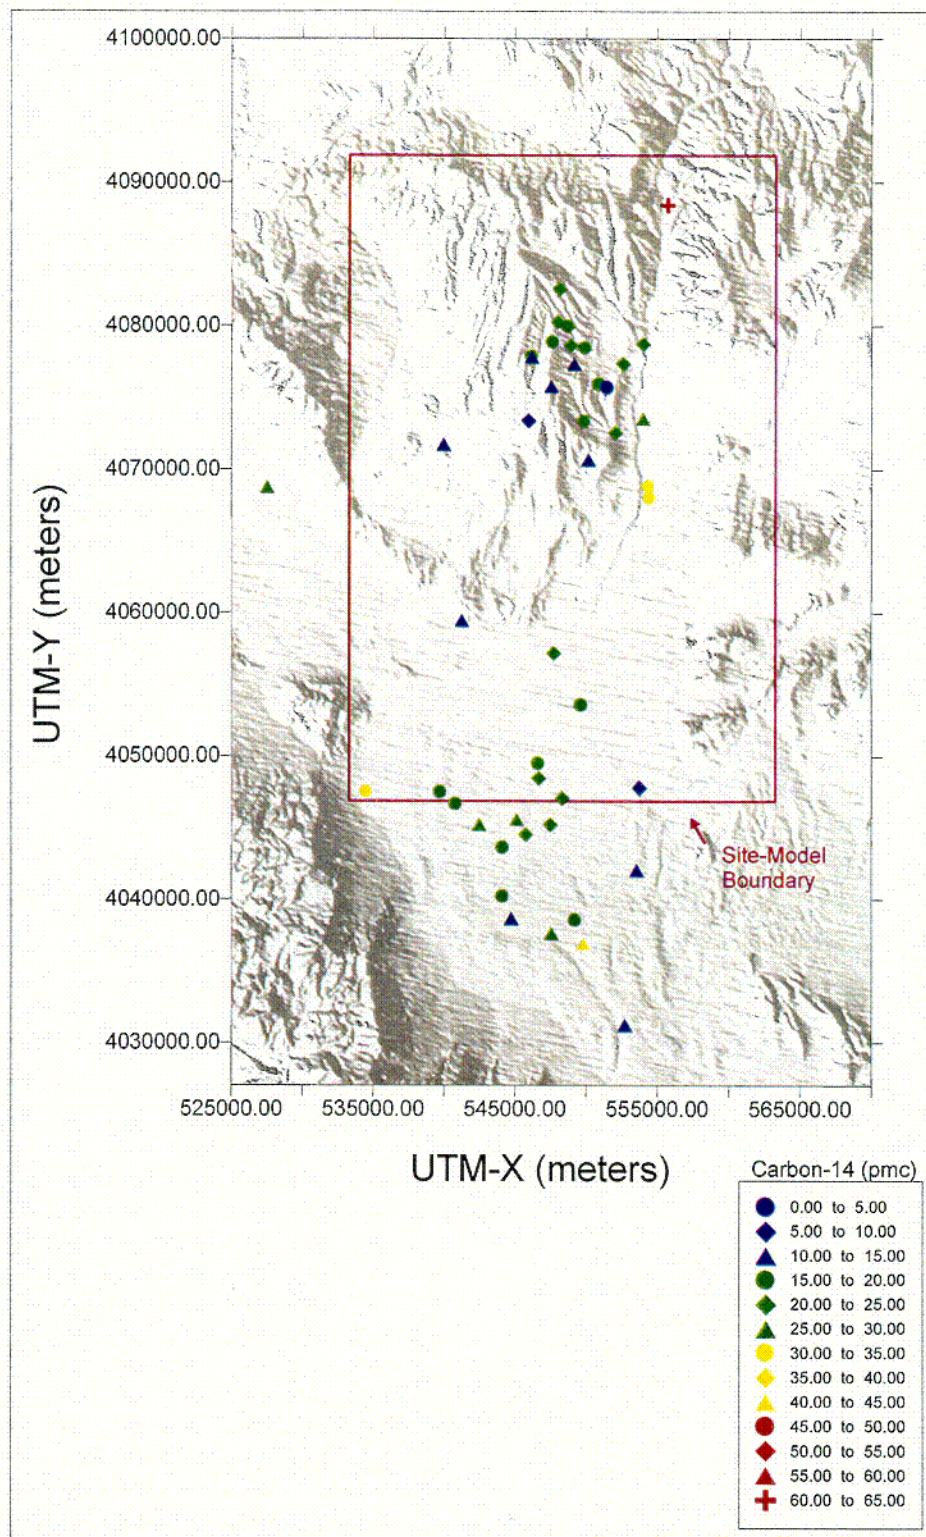 4100000.00
4090000.00
4080000.00
4070000.00
4060000.00
4050000.00
4040000.00
4030000.00
UTM-Y (meters)
525000.00 535000.00 545000.00 555000.00 565000.00
UTM-X (meters)
Site-Model
Boundary
Carbon-14 (pmc)
0.00 to 5.00
5.00 to 10.00
10.00 to 15.00
15.00 to 20.00
20.00 to 25.00
25.00 to 30.00
30.00 to 35.00
35.00 to 40.00
40.00 to 45.00
45.00 to 50.00
50.00 to 55.00
55.00 to 60.00
60.00 to 65.00